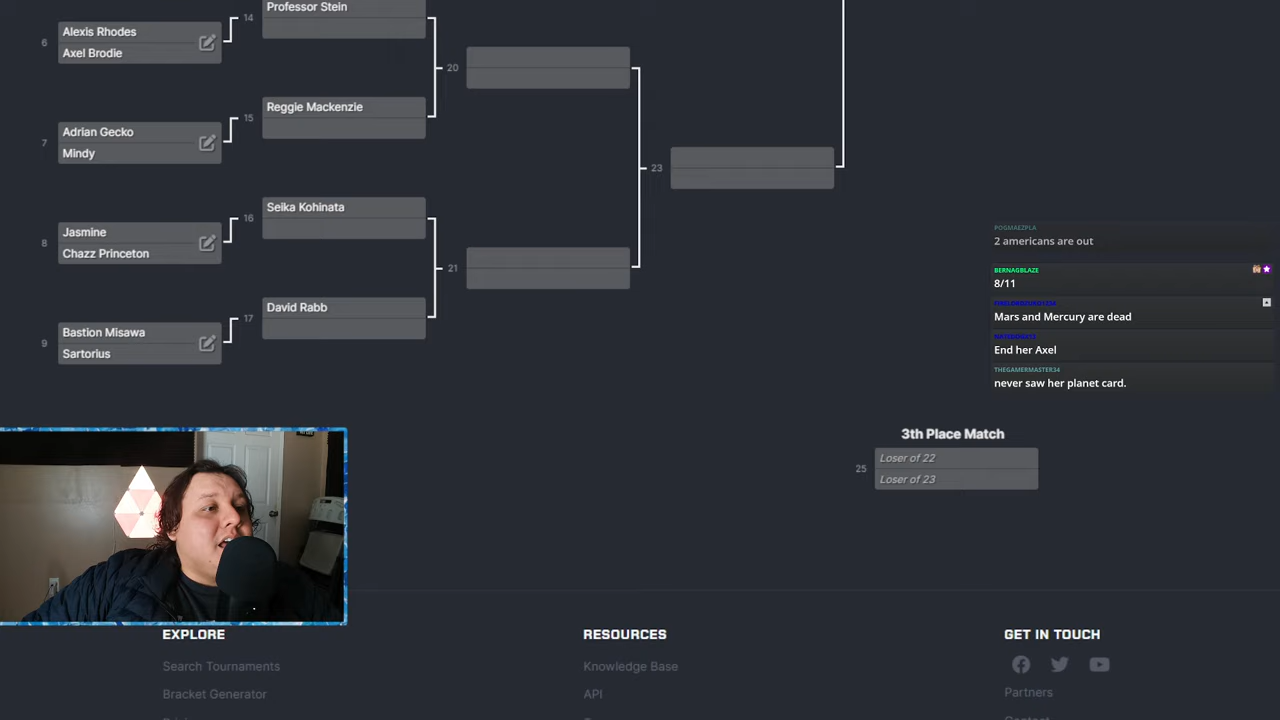 14
Professor Stein
6
Alexis Rhodes
Axel Brodie
20
7
Adrian Gecko
Mindy
15
Reggie Mackenzie
23
8
Jasmine
Chazz Princeton
16
Seika Kohinata
21
9
Bastion Misawa
Sartorius
17
David Rabb
POGMAEZPLA
2 americans are out
BERNAGBLAZE
8/11
Mars and Mercury are dead
End her Axel
THEGAMERMASTER34
never saw her planet card.
3th Place Match
25
Loser of 22
Loser of 23
EXPLORE
Search Tournaments
Bracket Generator
RESOURCES
Knowledge Base
API
GET IN TOUCH
Partners